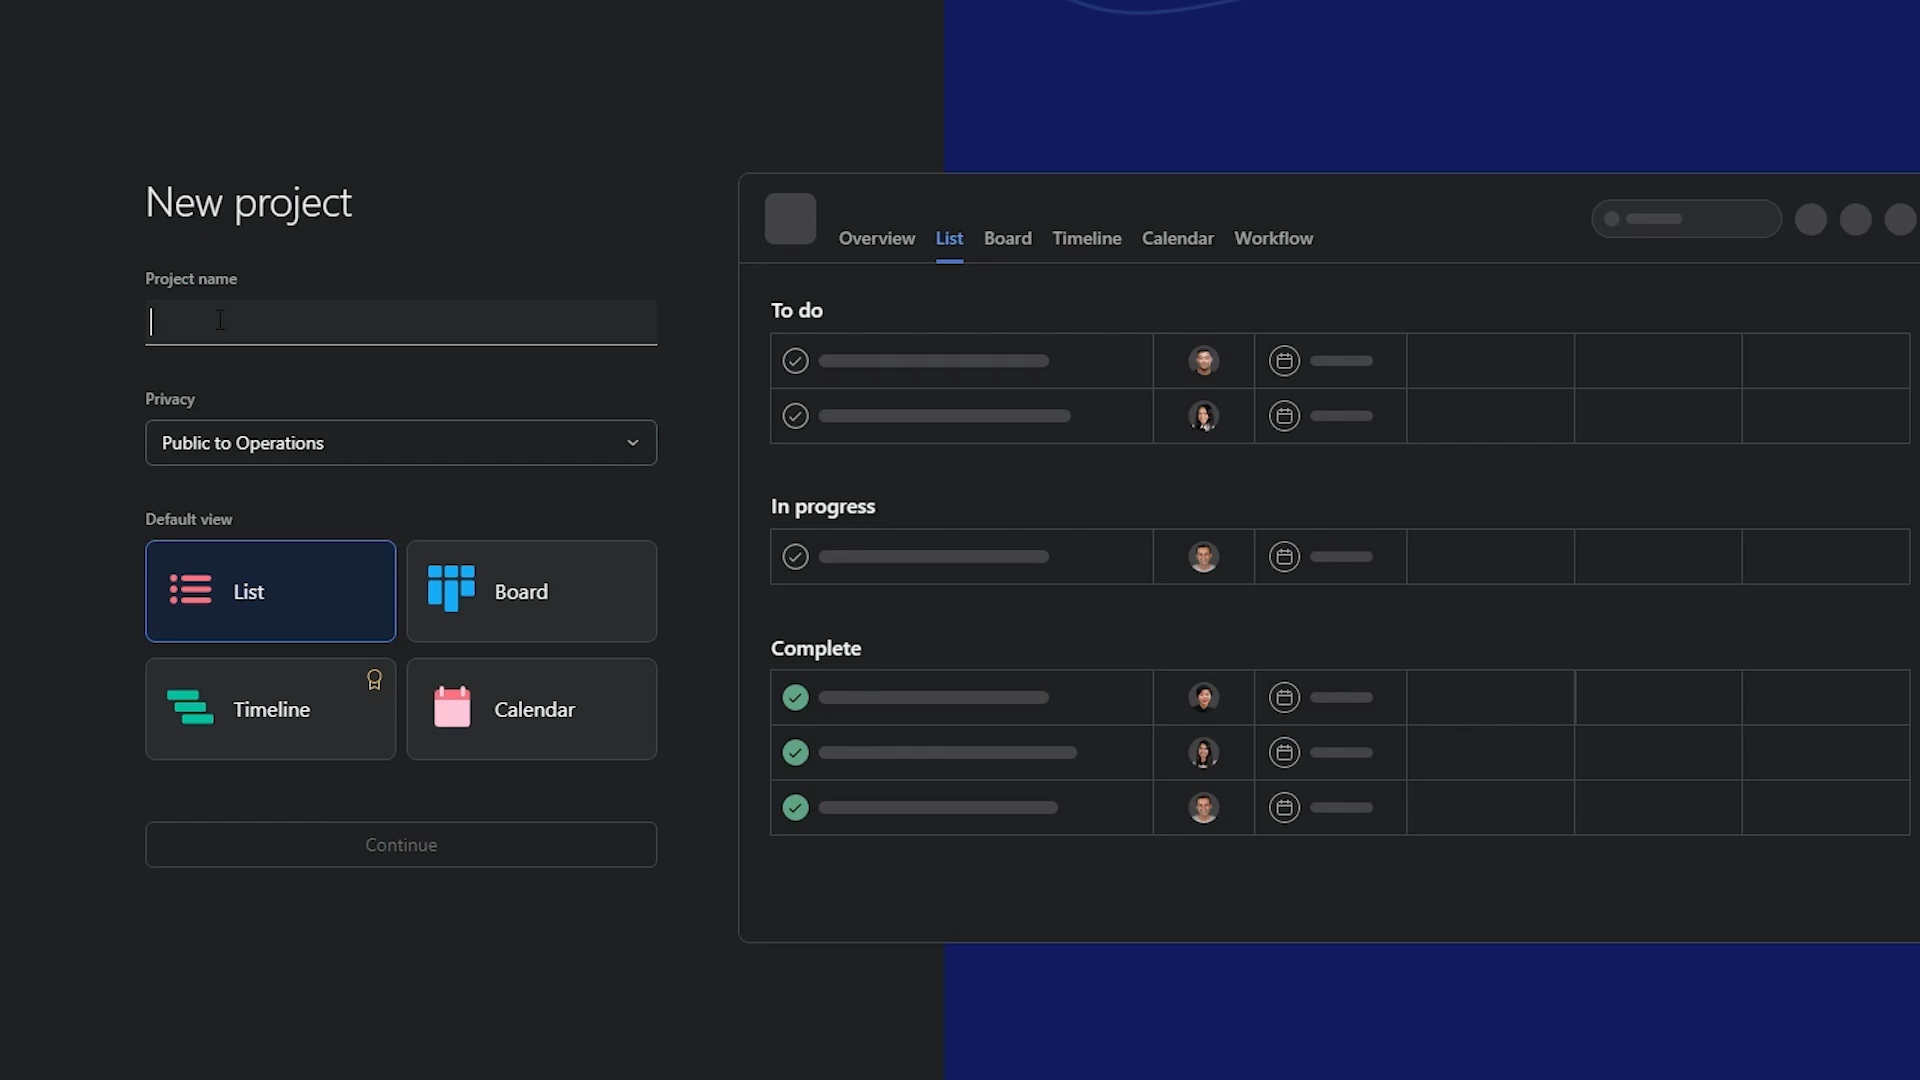 New project
Project name
Privacy
Public to Operations
Default view
List
Board
Timeline
Calendar
Continue
Overview List Board Timeline Calendar Workflow
To do
In progress
Complete